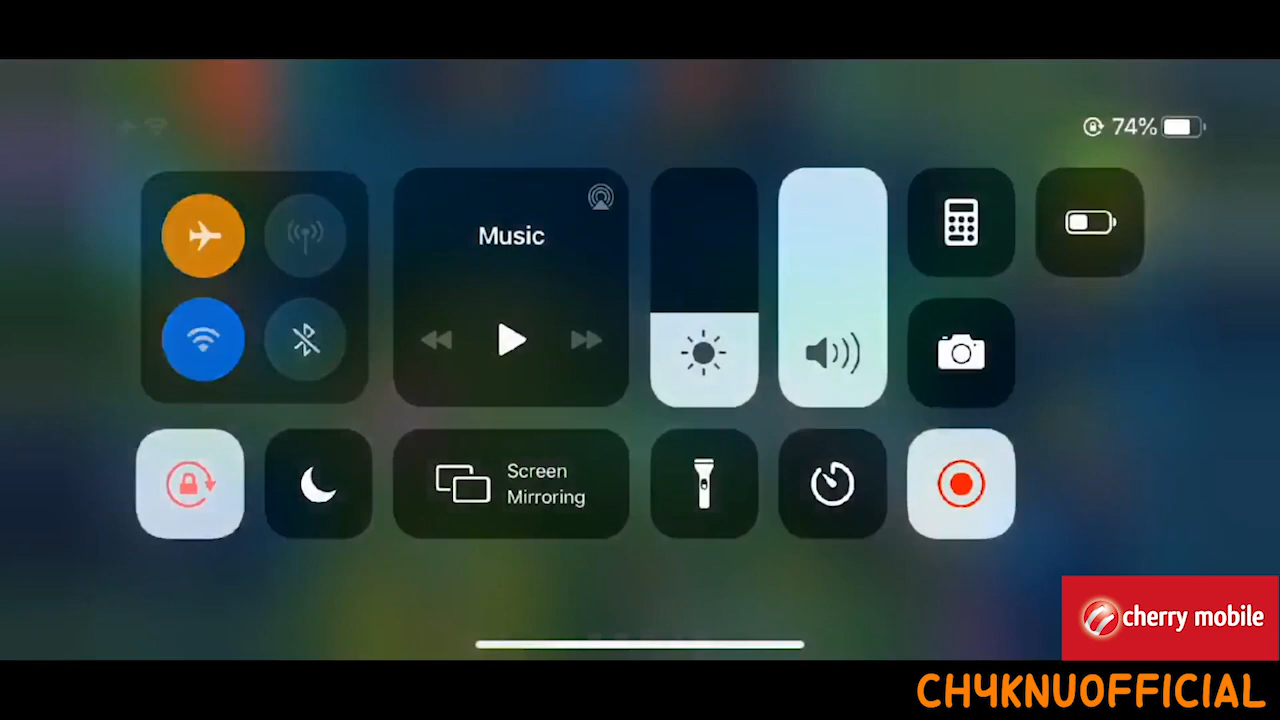 74%
Music
Screen
Mirroring
cherry mobile
CH4KNUOFFICIAL